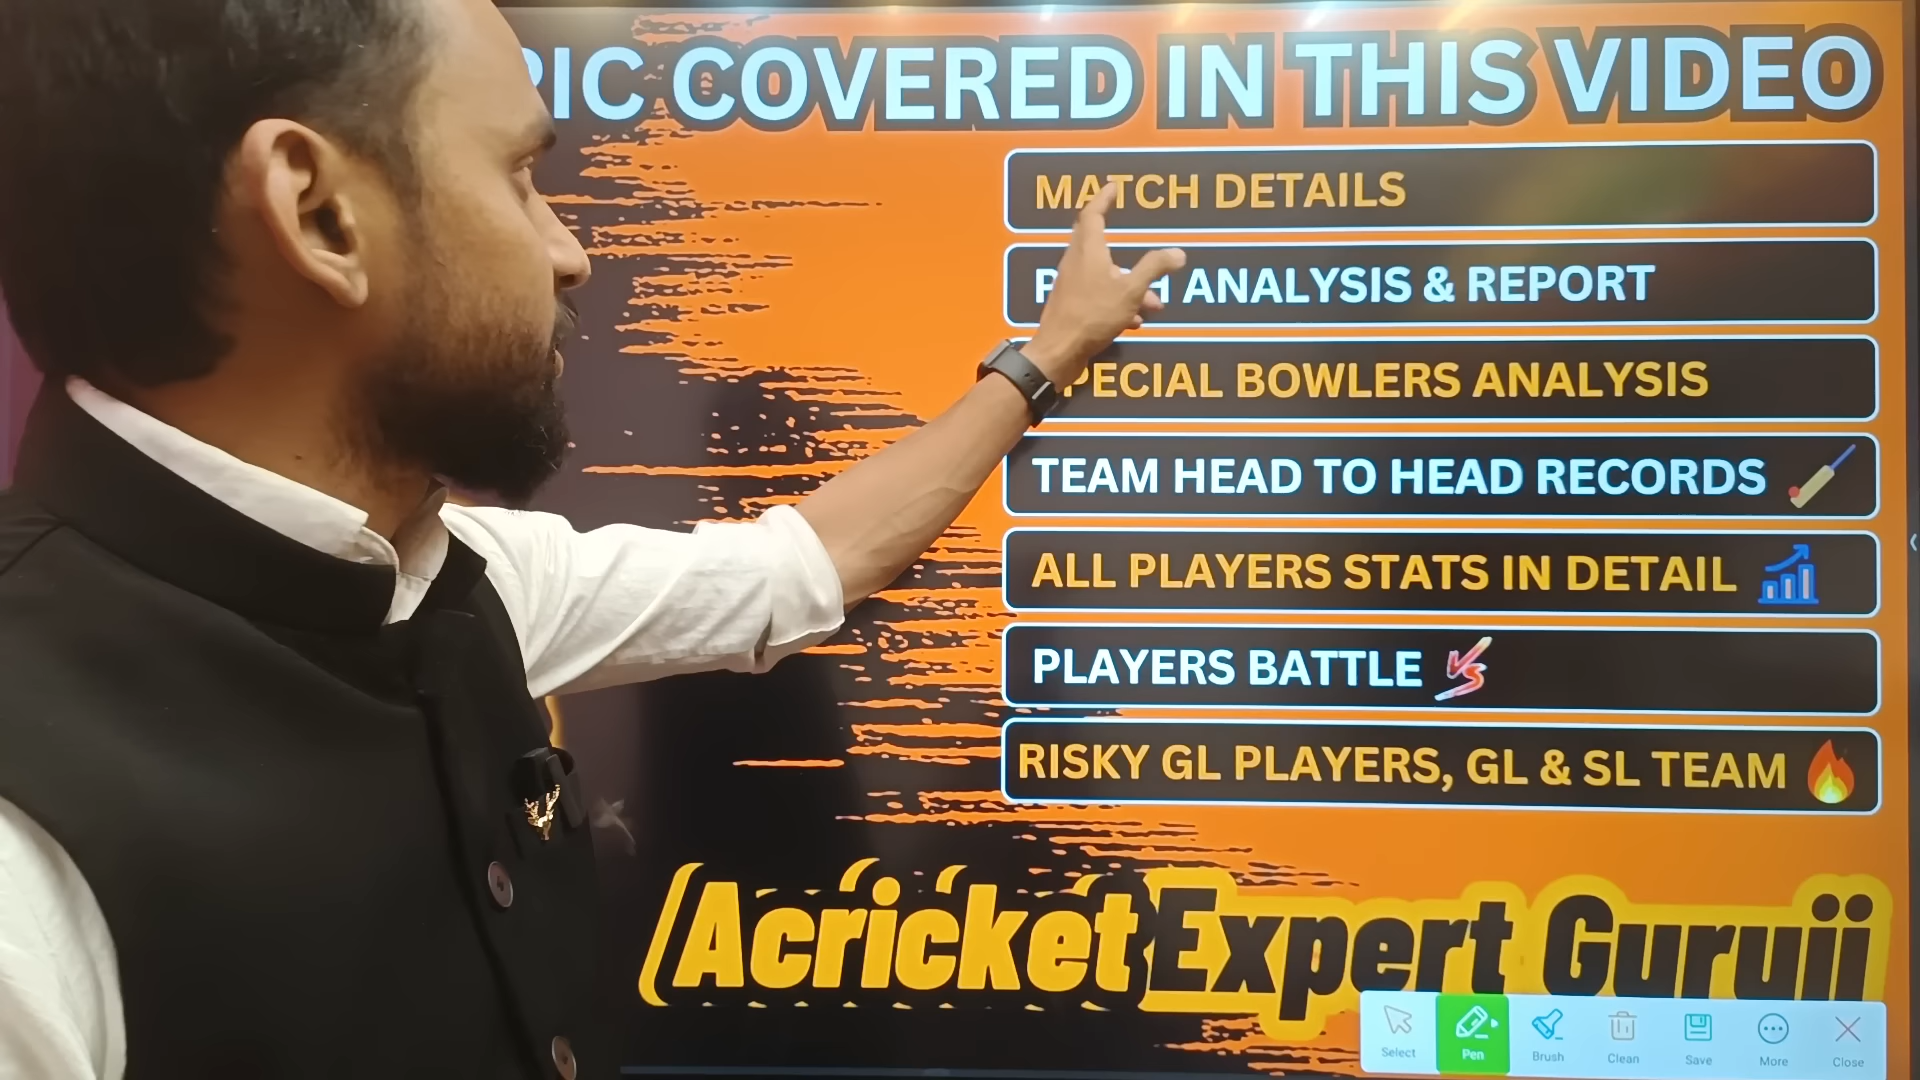 COVERED IN THIS VIDEO
MATCH DETAILS
ANALYSIS & REPORT
SPECIAL BOWLERS ANALYSIS
TEAM HEAD TO HEAD RECORDS
ALL PLAYERS STATS IN DETAIL
PLAYERS BATTLE VS
RISKY GL PLAYERS, GL & SL TEAM
Acricket Expert Guruji
Select Pen Brush Clean Save More Close